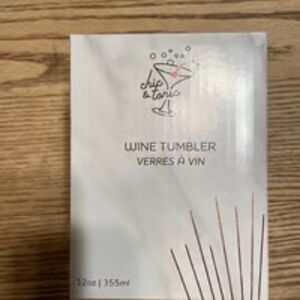 chic
& tonic
WINE TUMBLER
VERRES À VIN
12oz | 355ml